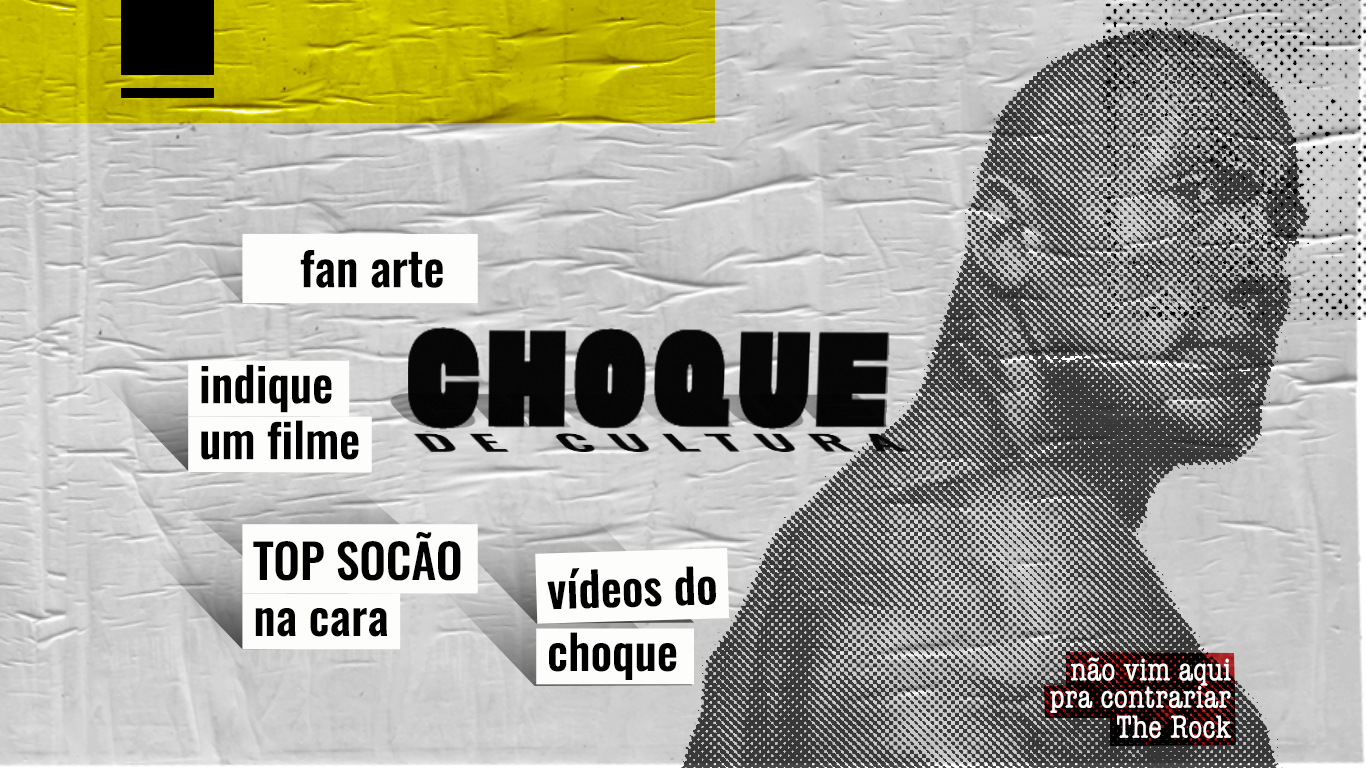 fan arte
CHOQUE
DE CULTURA
indique
um filme
TOP SOCÃO
na cara
vídeos do
choque
não vim aqui
pra contrariar
The Rock